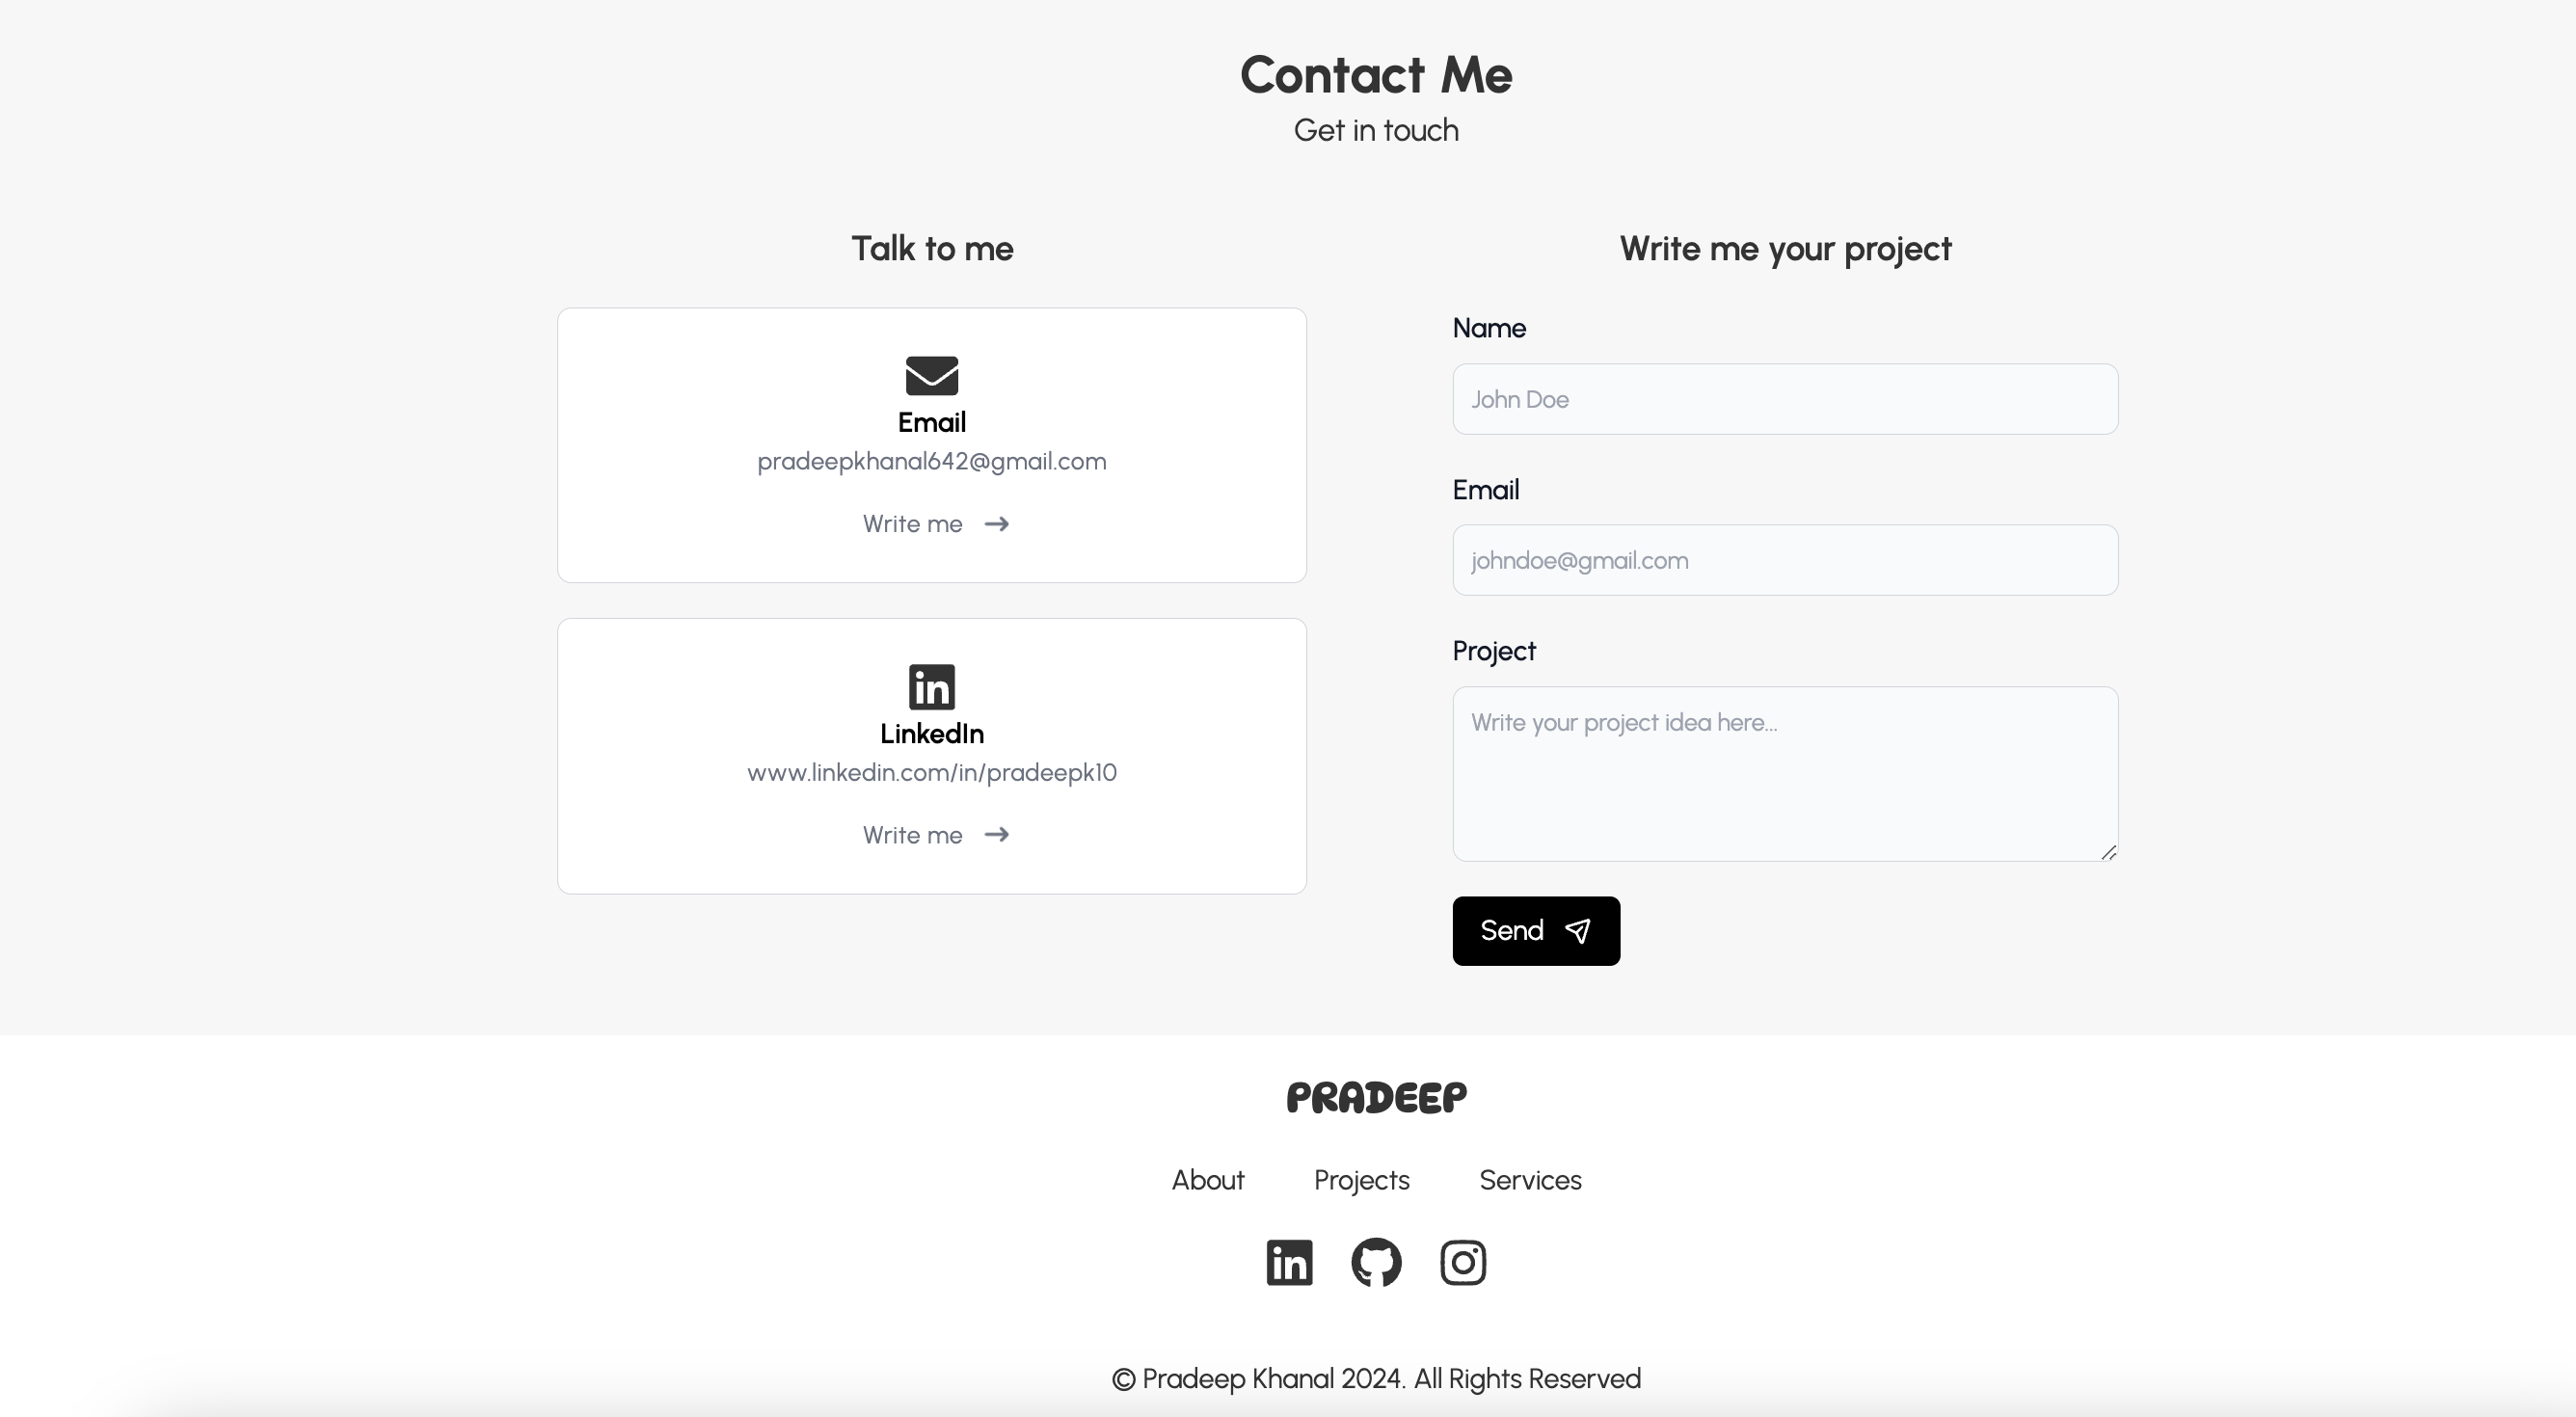 Contact Me
Get in touch
Talk to me
Email
pradeepkhanal642@gmail.com
Write me
LinkedIn
www.linkedin.com/in/pradeepk10
Write me
Write me your project
Name
John Doe
Email
johndoe@gmail.com
Project
Write your project idea here...
Send
PRADEEP
About Projects Services
© Pradeep Khanal 2024. All Rights Reserved